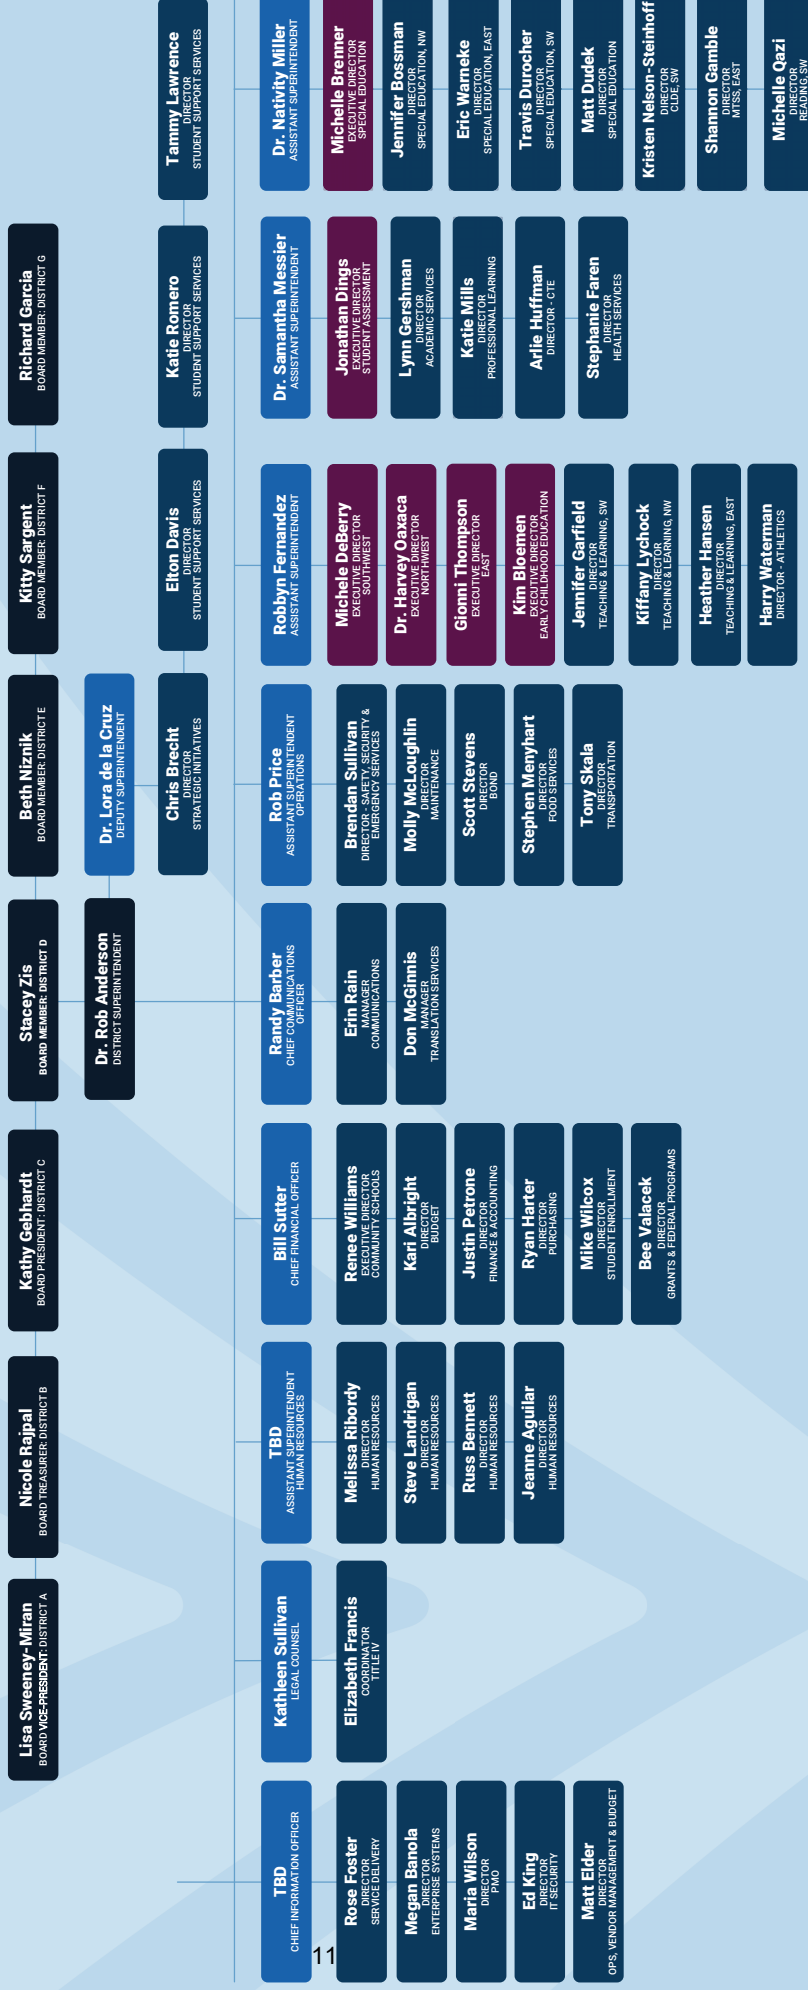 Lisa Sweeney-Miran
BOARD VICE-PRESIDENT: DISTRICT A
Nicole Rajpal
BOARD TREASURER: DISTRICT B
Kathy Gebhardt
BOARD PRESIDENT: DISTRICT C
Stacey Zis
BOARD MEMBER: DISTRICT D
Beth Niznik
BOARD MEMBER: DISTRICT E
Kitty Sargent
BOARD MEMBER: DISTRICT F
Richard Garcia
BOARD MEMBER: DISTRICT G
Dr. Rob Anderson
DISTRICT SUPERINTENDENT
Dr. Lora de la Cruz
DEPUTY SUPERINTENDENT
Chris Brecht
DIRECTOR
STRATEGIC INITIATIVES
Elton Davis
DIRECTOR
STUDENT SUPPORT SERVICES
Katie Romero
DIRECTOR
STUDENT SUPPORT SERVICES
Tammy Lawrence
DIRECTOR
STUDENT SUPPORT SERVICES
TBD
CHIEF INFORMATION OFFICER
Rose Foster
DIRECTOR
SERVICE DELIVERY
Megan Banola
DIRECTOR
ENTERPRISE SYSTEMS
Maria Wilson
DIRECTOR
PMO
Ed King
DIRECTOR
IT SECURITY
Matt Elder
DIRECTOR
OPS, VENDOR MANAGEMENT & BUDGET
Kathleen Sullivan
LEGAL COUNSEL
Elizabeth Francis
COORDINATOR
TITLE IV
TBD
ASSISTANT SUPERINTENDENT
HUMAN RESOURCES
Melissa Ribordy
DIRECTOR
HUMAN RESOURCES
Steve Landrigan
DIRECTOR
HUMAN RESOURCES
Russ Bennett
DIRECTOR
HUMAN RESOURCES
Jeanne Aguilar
DIRECTOR
HUMAN RESOURCES
Bill Sutter
CHIEF FINANCIAL OFFICER
Renee Williams
EXECUTIVE DIRECTOR
COMMUNITY SCHOOLS
Kari Albright
DIRECTOR
BUDGET
Justin Petrone
DIRECTOR
FINANCE & ACCOUNTING
Ryan Harter
DIRECTOR
PURCHASING
Mike Wilcox
DIRECTOR
STUDENT ENROLLMENT
Bee Valacek
DIRECTOR
GRANTS & FEDERAL PROGRAMS
Randy Barber
CHIEF COMMUNICATIONS
OFFICER
Erin Rain
MANAGER
COMMUNICATIONS
Don McGinnis
MANAGER
TRANSLATION SERVICES
Rob Price
ASSISTANT SUPERINTENDENT
OPERATIONS
Brendan Sullivan
DIRECTOR - SAFETY, SECURITY &
EMERGENCY SERVICES
Molly McLoughlin
DIRECTOR
MAINTENANCE
Scott Stevens
DIRECTOR
BOND
Stephen Menyhart
DIRECTOR
FOOD SERVICES
Tony Skala
DIRECTOR
TRANSPORTATION
Robbyn Fernandez
ASSISTANT SUPERINTENDENT
Michele DeBerry
EXECUTIVE DIRECTOR
SOUTHWEST
Dr. Harvey Oaxaca
EXECUTIVE DIRECTOR
NORTHWEST
Gionni Thompson
EXECUTIVE DIRECTOR
EAST
Kim Bloemen
EXECUTIVE DIRECTOR
EARLY CHILDHOOD EDUCATION
Jennifer Garfield
DIRECTOR
TEACHING & LEARNING, SW
Kiffany Lychock
DIRECTOR
TEACHING & LEARNING, NW
Heather Hansen
DIRECTOR
TEACHING & LEARNING, EAST
Harry Waterman
DIRECTOR - ATHLETICS
Dr. Samantha Messier
ASSISTANT SUPERINTENDENT
Jonathan Dings
EXECUTIVE DIRECTOR
STUDENT ASSESSMENT
Lynn Gershman
DIRECTOR
ACADEMIC SERVICES
Katie Mills
DIRECTOR
PROFESSIONAL LEARNING
Arlie Huffman
DIRECTOR - CTE
Stephanie Faren
DIRECTOR
HEALTH SERVICES
Dr. Nativity Miller
ASSISTANT SUPERINTENDENT
Michelle Brenner
EXECUTIVE DIRECTOR
SPECIAL EDUCATION
Jennifer Bossman
DIRECTOR
SPECIAL EDUCATION, NW
Eric Warneke
DIRECTOR
SPECIAL EDUCATION, EAST
Travis Durocher
DIRECTOR
SPECIAL EDUCATION, SW
Matt Dudek
DIRECTOR
SPECIAL EDUCATION
Kristen Nelson-Steinhoff
DIRECTOR
CLDE, SW
Shannon Gamble
DIRECTOR
MTSS, EAST
Michelle Qazi
DIRECTOR
READING, SW
11